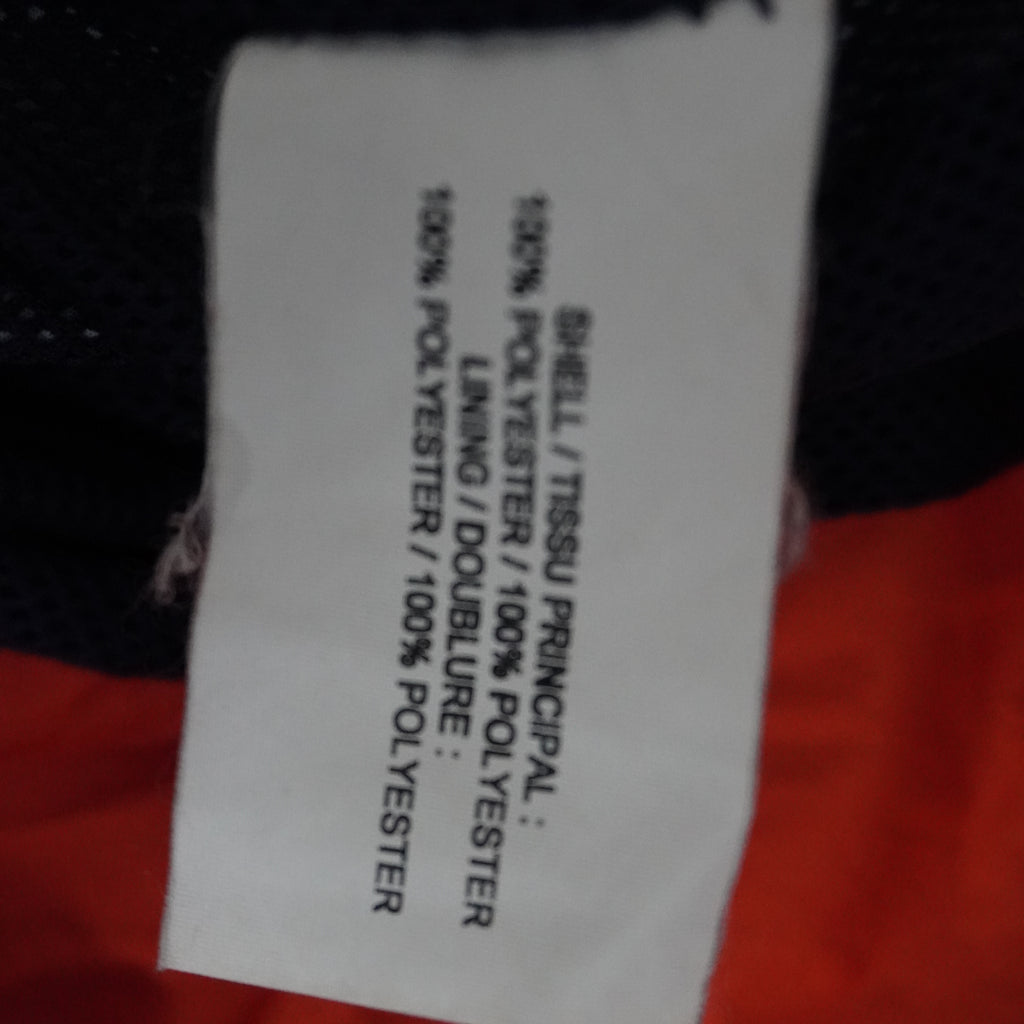 SHELL / TISSU PRINCIPAL :
100% POLYESTER / 100% POLYESTER
LINING / DOUBLURE :
100% POLYESTER / 100% POLYESTER